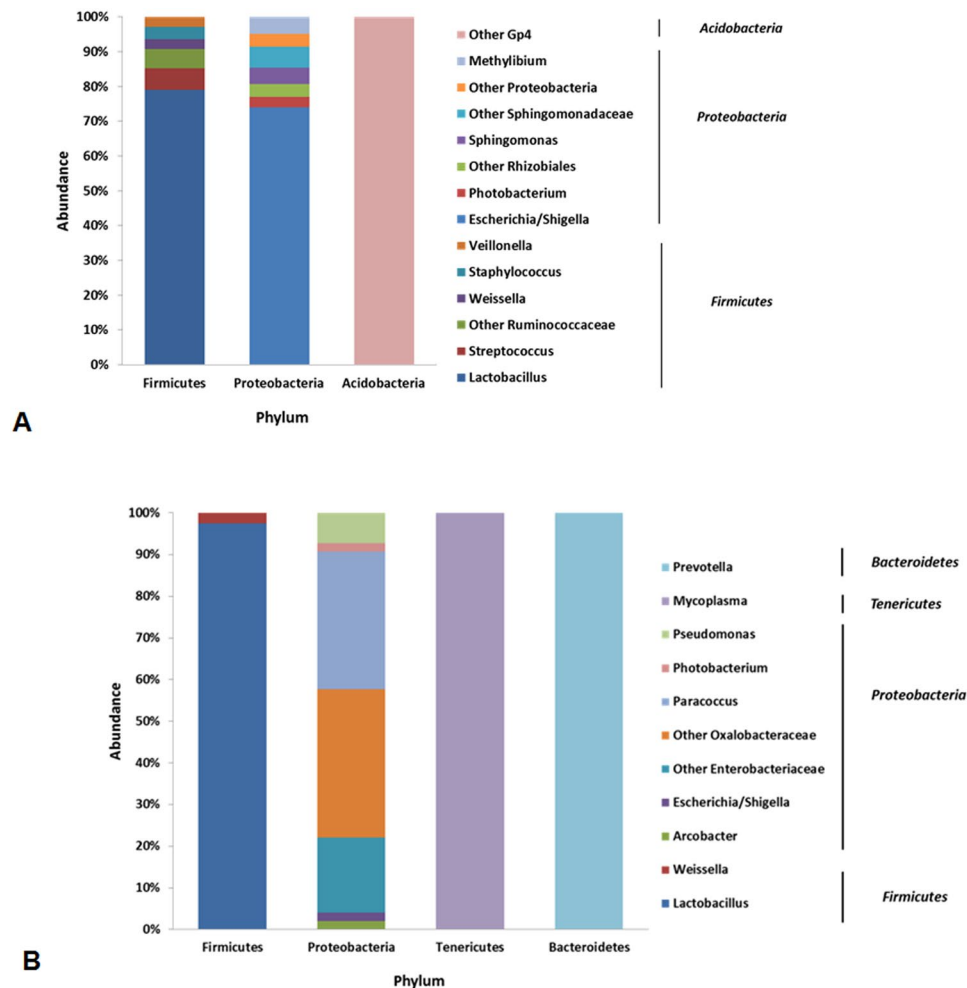 100%
90%
80%
70%
60%
50%
40%
30%
20%
10%
0%
Abundance
Firmicutes Proteobacteria Acidobacteria
Phylum
Other Gp4
Methylibium
Other Proteobacteria
Other Sphingomonadaceae
Sphingomonas
Other Rhizobiales
Photobacterium
Escherichia/Shigella
Veillonella
Staphylococcus
Weissella
Other Ruminococcaceae
Streptococcus
Lactobacillus
Acidobacteria
Proteobacteria
Firmicutes
A
100%
90%
80%
70%
60%
50%
40%
30%
20%
10%
0%
Abundance
Firmicutes Proteobacteria Tenericutes Bacteroidetes
Phylum
Prevotella
Mycoplasma
Pseudomonas
Photobacterium
Paracoccus
Other Oxalobacteraceae
Other Enterobacteriaceae
Escherichia/Shigella
Arcobacter
Weissella
Lactobacillus
Bacteroidetes
Tenericutes
Proteobacteria
Firmicutes
B